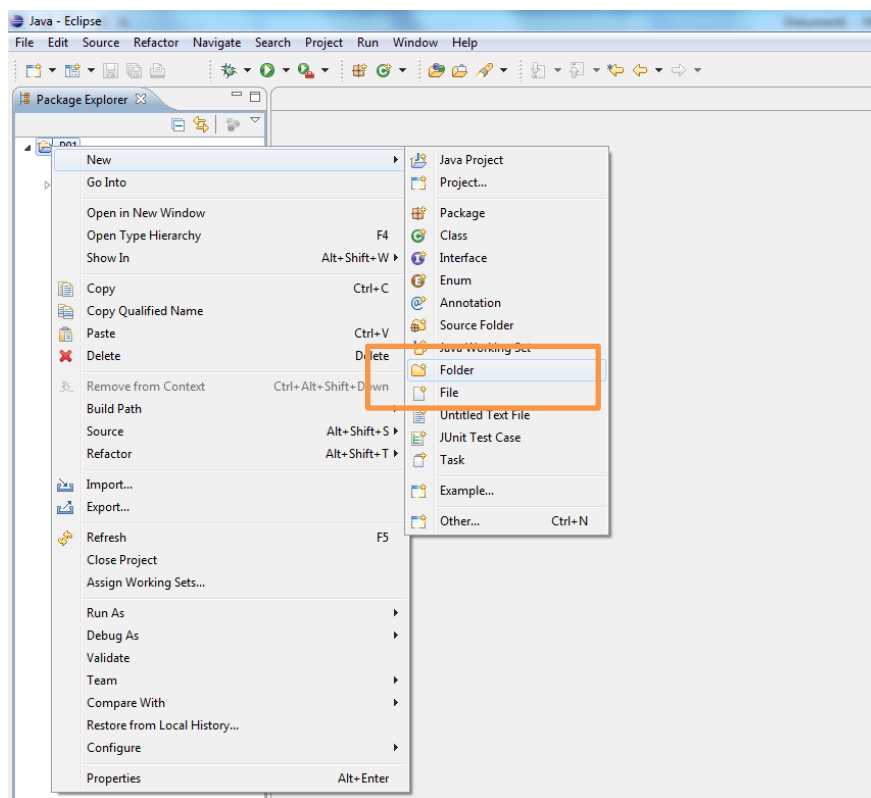 Java - Eclipse
File Edit Source Refactor Navigate Search Project Run Window Help
Package Explorer
New
Go Into
Open in New Window
Open Type Hierarchy F4
Show In Alt+Shift+W
Copy Ctrl+C
Copy Qualified Name
Paste Ctrl+V
Delete Delete
Remove from Context Ctrl+Alt+Shift+Down
Build Path
Source Alt+Shift+S
Refactor Alt+Shift+T
Import...
Export...
Refresh F5
Close Project
Assign Working Sets...
Run As
Debug As
Validate
Team
Compare With
Restore from Local History...
Configure
Properties Alt+Enter
Java Project
Project...
Package
Class
Interface
Enum
Annotation
Source Folder
Java Working Set
Folder
File
Untitled Text File
JUnit Test Case
Task
Example...
Other... Ctrl+N